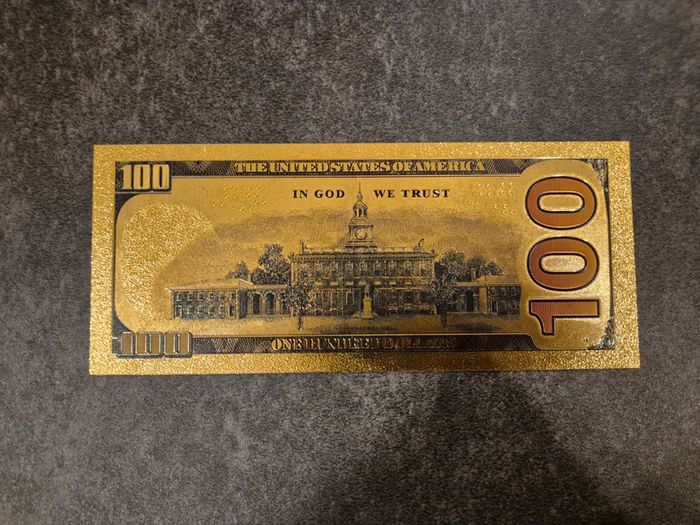 100
THE UNITED STATES OF AMERICA
IN GOD WE TRUST
100
100
ONE HUNDRED DOLLARS